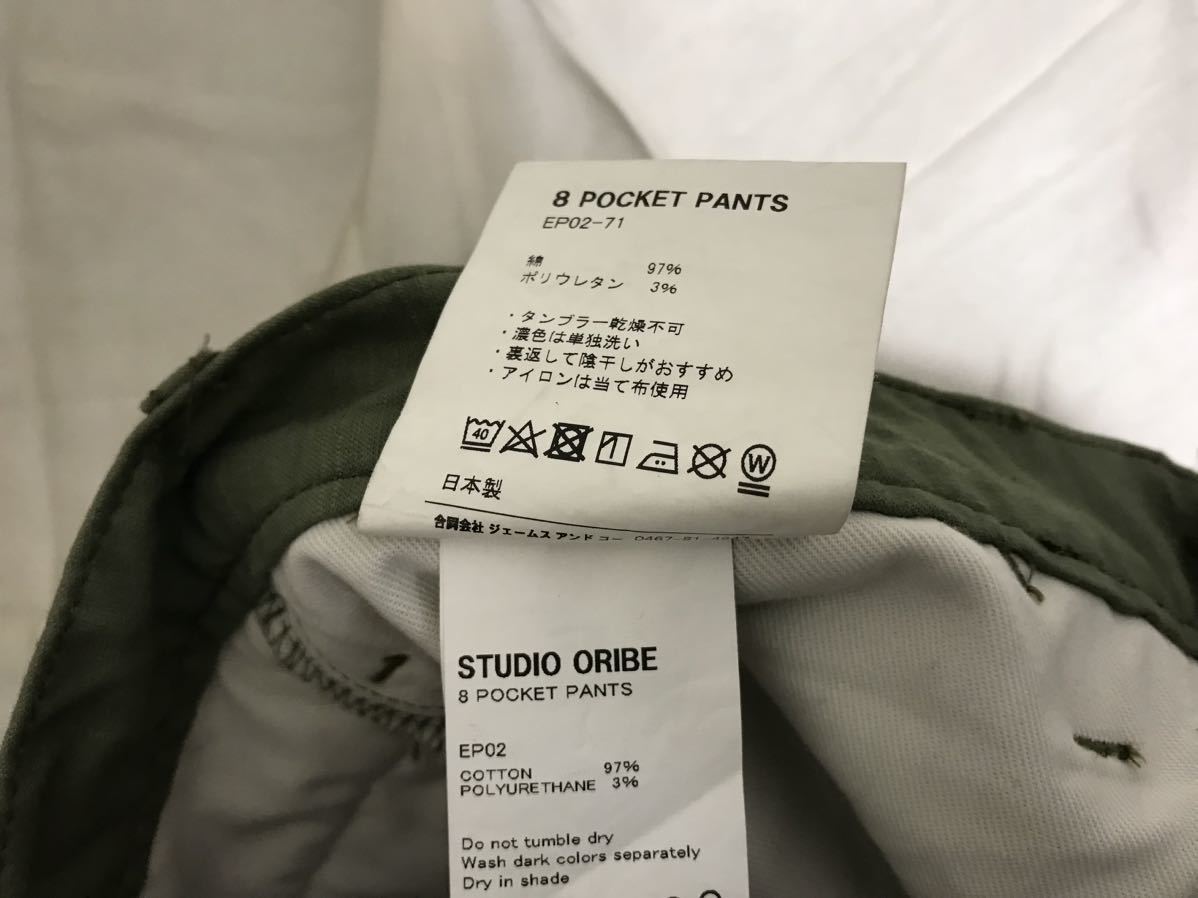 8 POCKET PANTS
EP02-71
綿 97%
ポリウレタン 3%
・タンブラー乾燥不可
・濃色は単独洗い
・裏返して陰干しがおすすめ
・アイロンは当て布使用
40
W
日本製
合同会社 ジェームス アンド コー 0467-81-
1
STUDIO ORIBE
8 POCKET PANTS
EP02
COTTON 97%
POLYURETHANE 3%
Do not tumble dry
Wash dark colors separately
Dry in shade